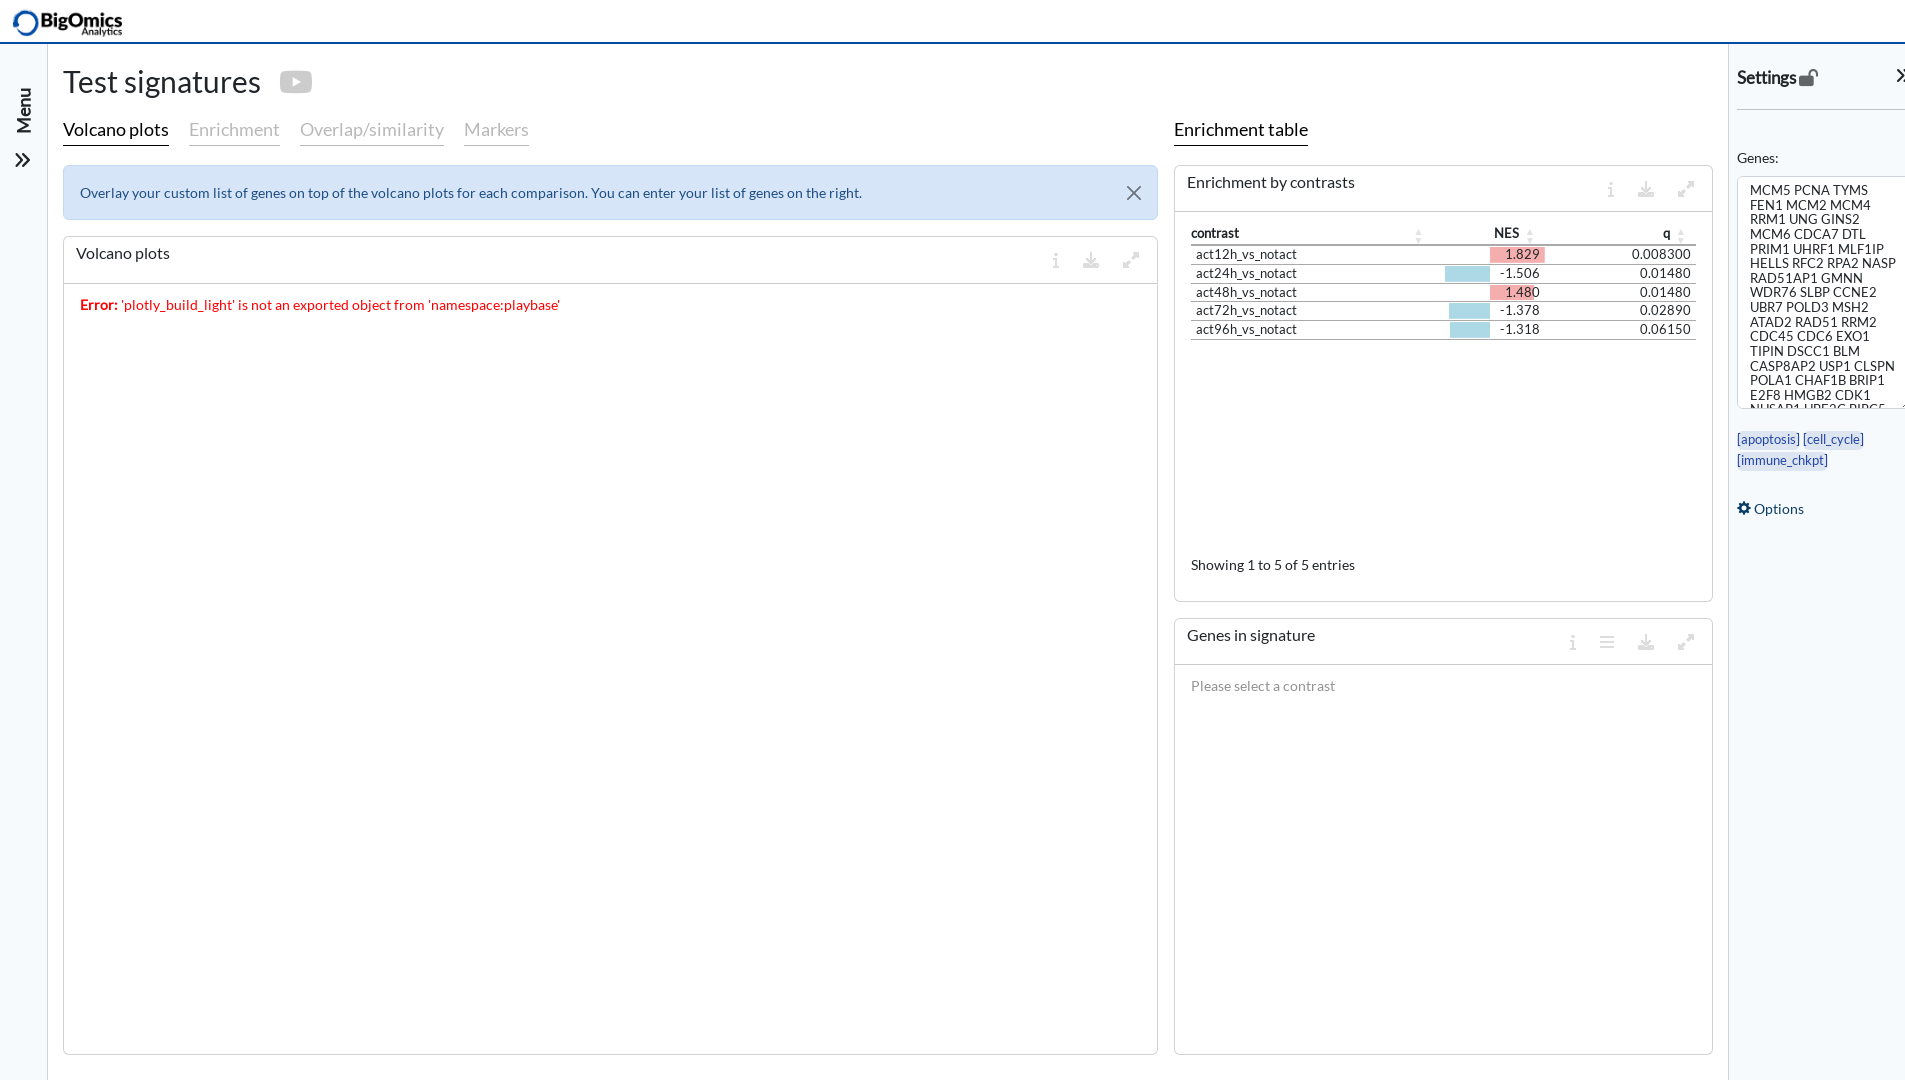 BigOmics
Analytics
Menu
Test signatures
Volcano plots
Enrichment
Overlap/similarity
Markers
Overlay your custom list of genes on top of the volcano plots for each comparison. You can enter your list of genes on the right.
Volcano plots
Error: 'plotly_build_light' is not an exported object from 'namespace:playbase'
Enrichment table
Enrichment by contrasts
contrast NES q
act12h_vs_notact 1.829 0.008300
act24h_vs_notact -1.506 0.01480
act48h_vs_notact 1.480 0.01480
act72h_vs_notact -1.378 0.02890
act96h_vs_notact -1.318 0.06150
Showing 1 to 5 of 5 entries
Genes in signature
Please select a contrast
Settings
Genes:
MCM5 PCNA TYMS
FEN1 MCM2 MCM4
RRM1 UNG GINS2
MCM6 CDCA7 DTL
PRIM1 UHRF1 MLF1IP
HELLS RFC2 RPA2 NASP
RAD51AP1 GMNN
WDR76 SLBP CCNE2
UBR7 POLD3 MSH2
ATAD2 RAD51 RRM2
CDC45 CDC6 EXO1
TIPIN DSCC1 BLM
CASP8AP2 USP1 CLSPN
POLA1 CHAF1B BRIP1
E2F8 HMGB2 CDK1
[apoptosis] [cell_cycle]
[immune_chkpt]
Options